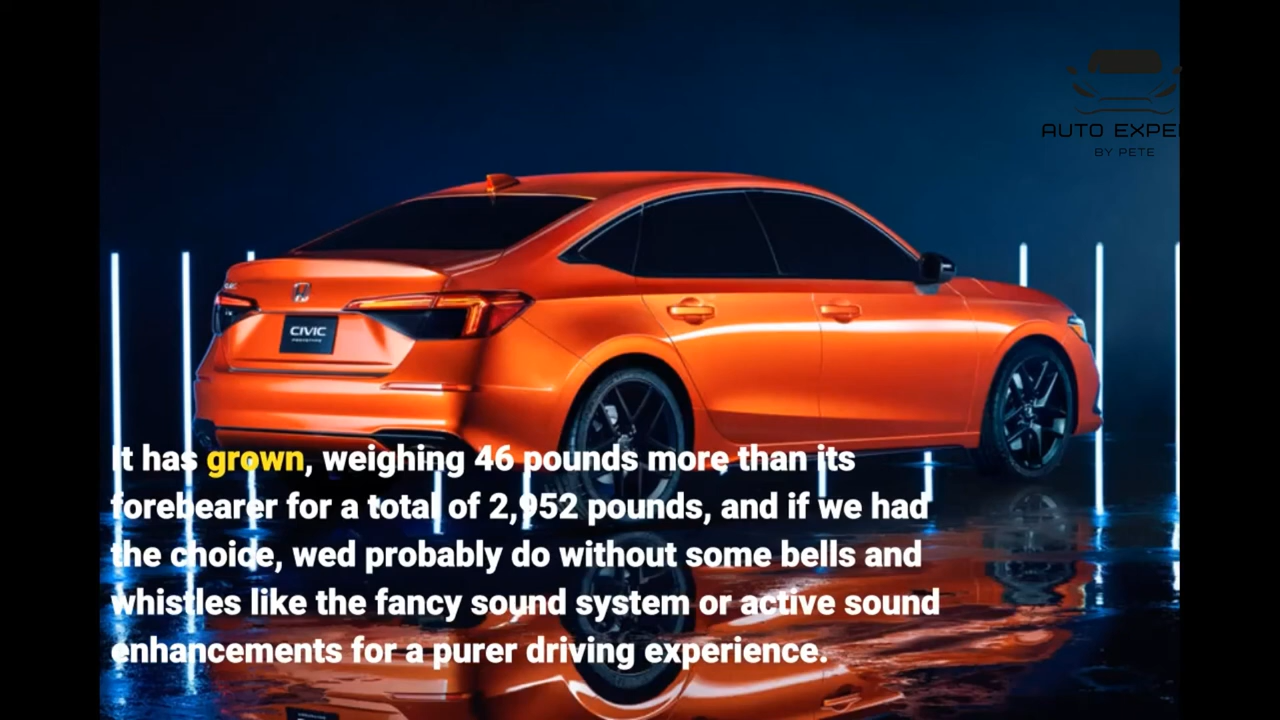 AUTO EXPE
BY PETE
CIVIC
PROTOTYPE
It has grown, weighing 46 pounds more than its
forebearer for a total of 2,952 pounds, and if we had
the choice, wed probably do without some bells and
whistles like the fancy sound system or active sound
enhancements for a purer driving experience.